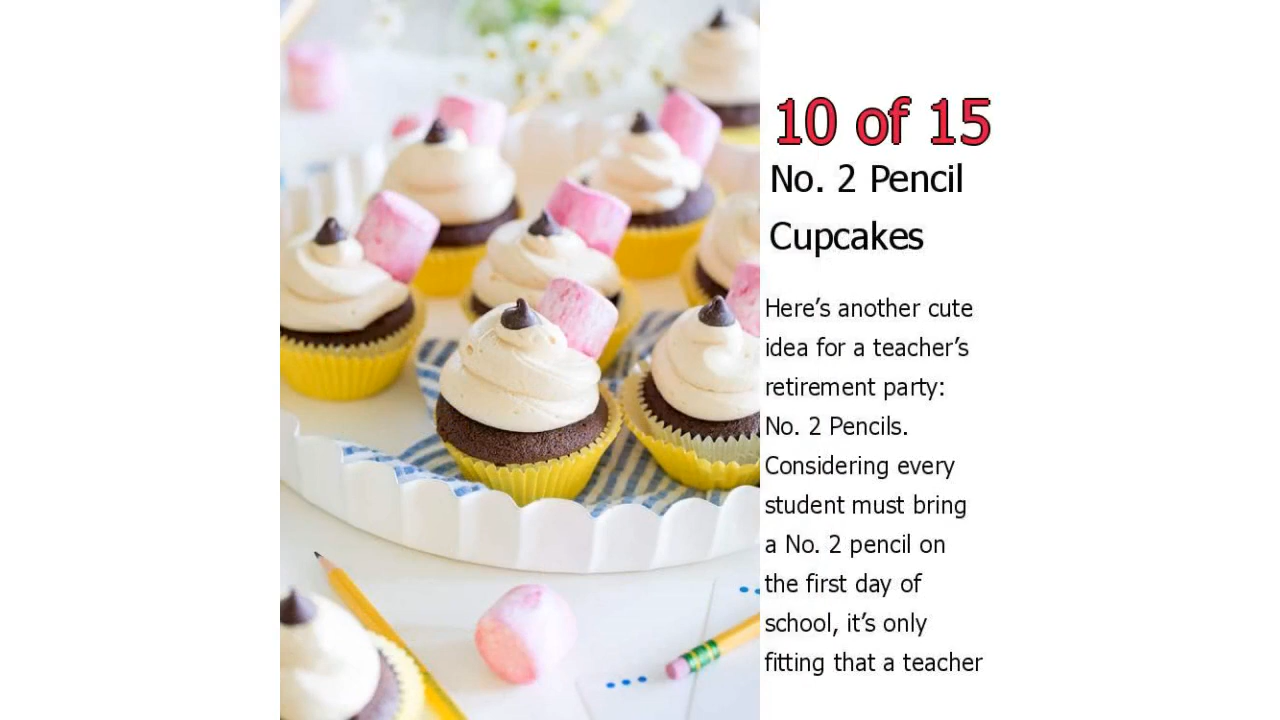 10 of 15
No. 2 Pencil
Cupcakes
Here’s another cute
idea for a teacher’s
retirement party:
No. 2 Pencils.
Considering every
student must bring
a No. 2 pencil on
the first day of
school, it’s only
fitting that a teacher